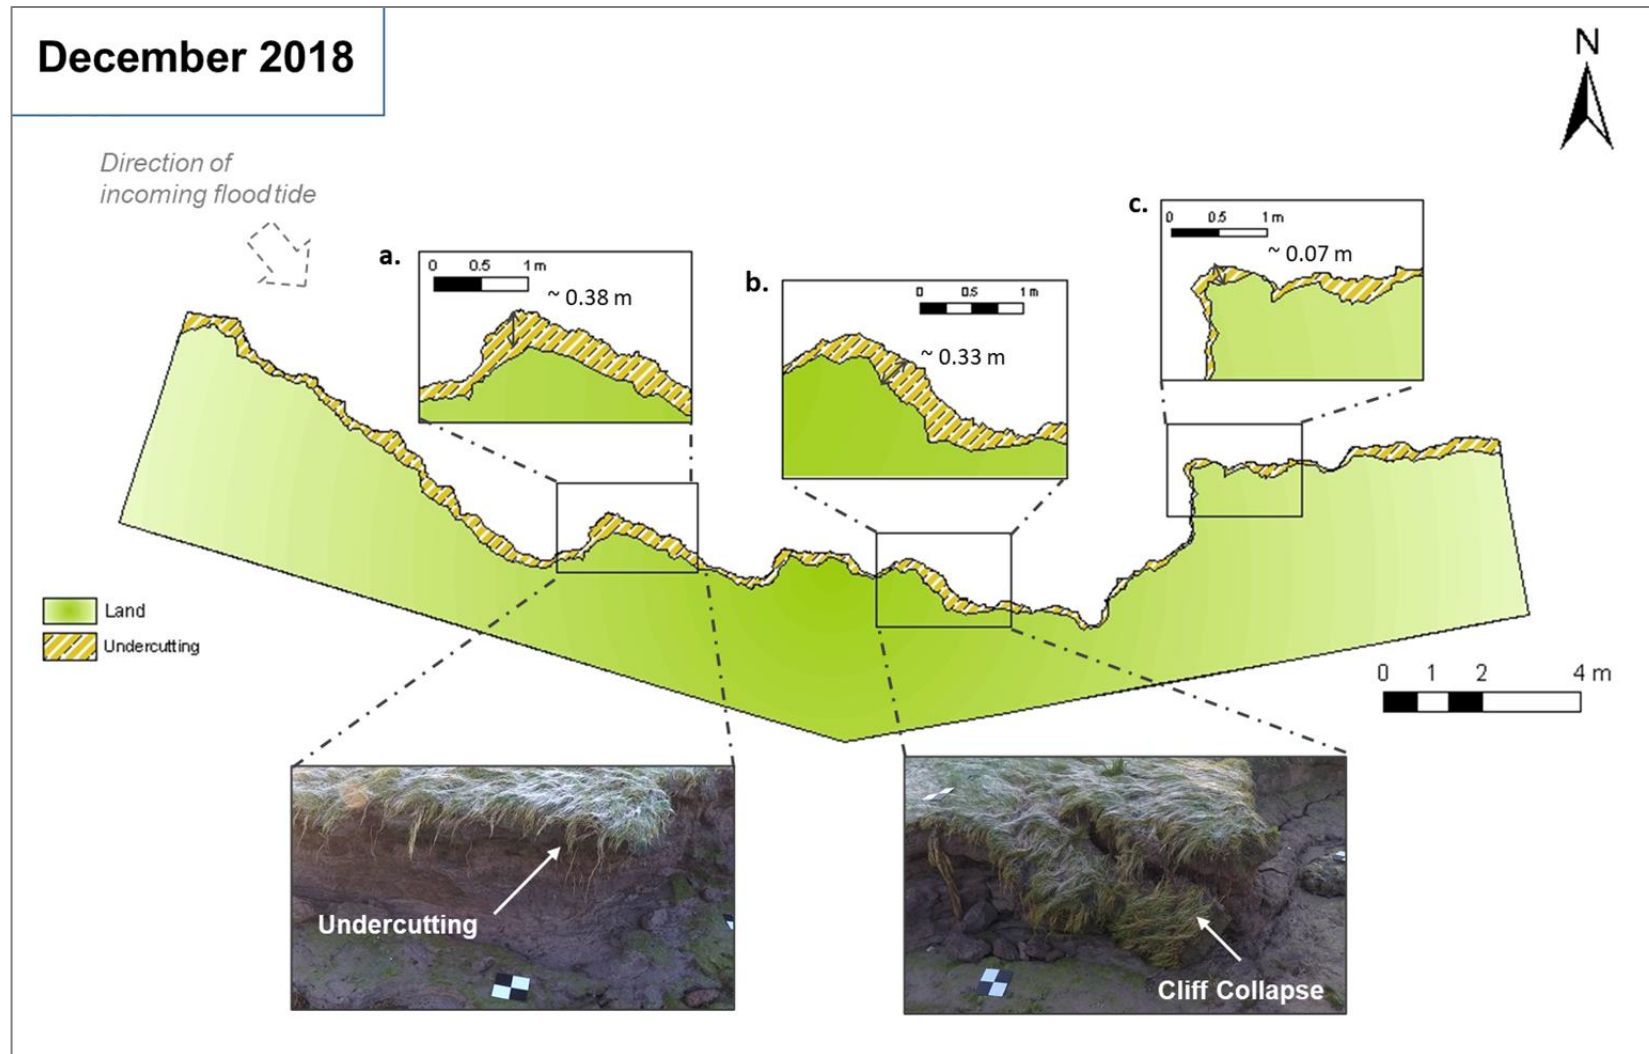 December 2018
N
Direction of
incoming flood tide
a.
0 0.5 1 m
~ 0.38 m
b.
0 0.5 1 m
~ 0.33 m
c.
0 0.5 1 m
~ 0.07 m
Land
Undercutting
0 1 2 4 m
Undercutting
Cliff Collapse